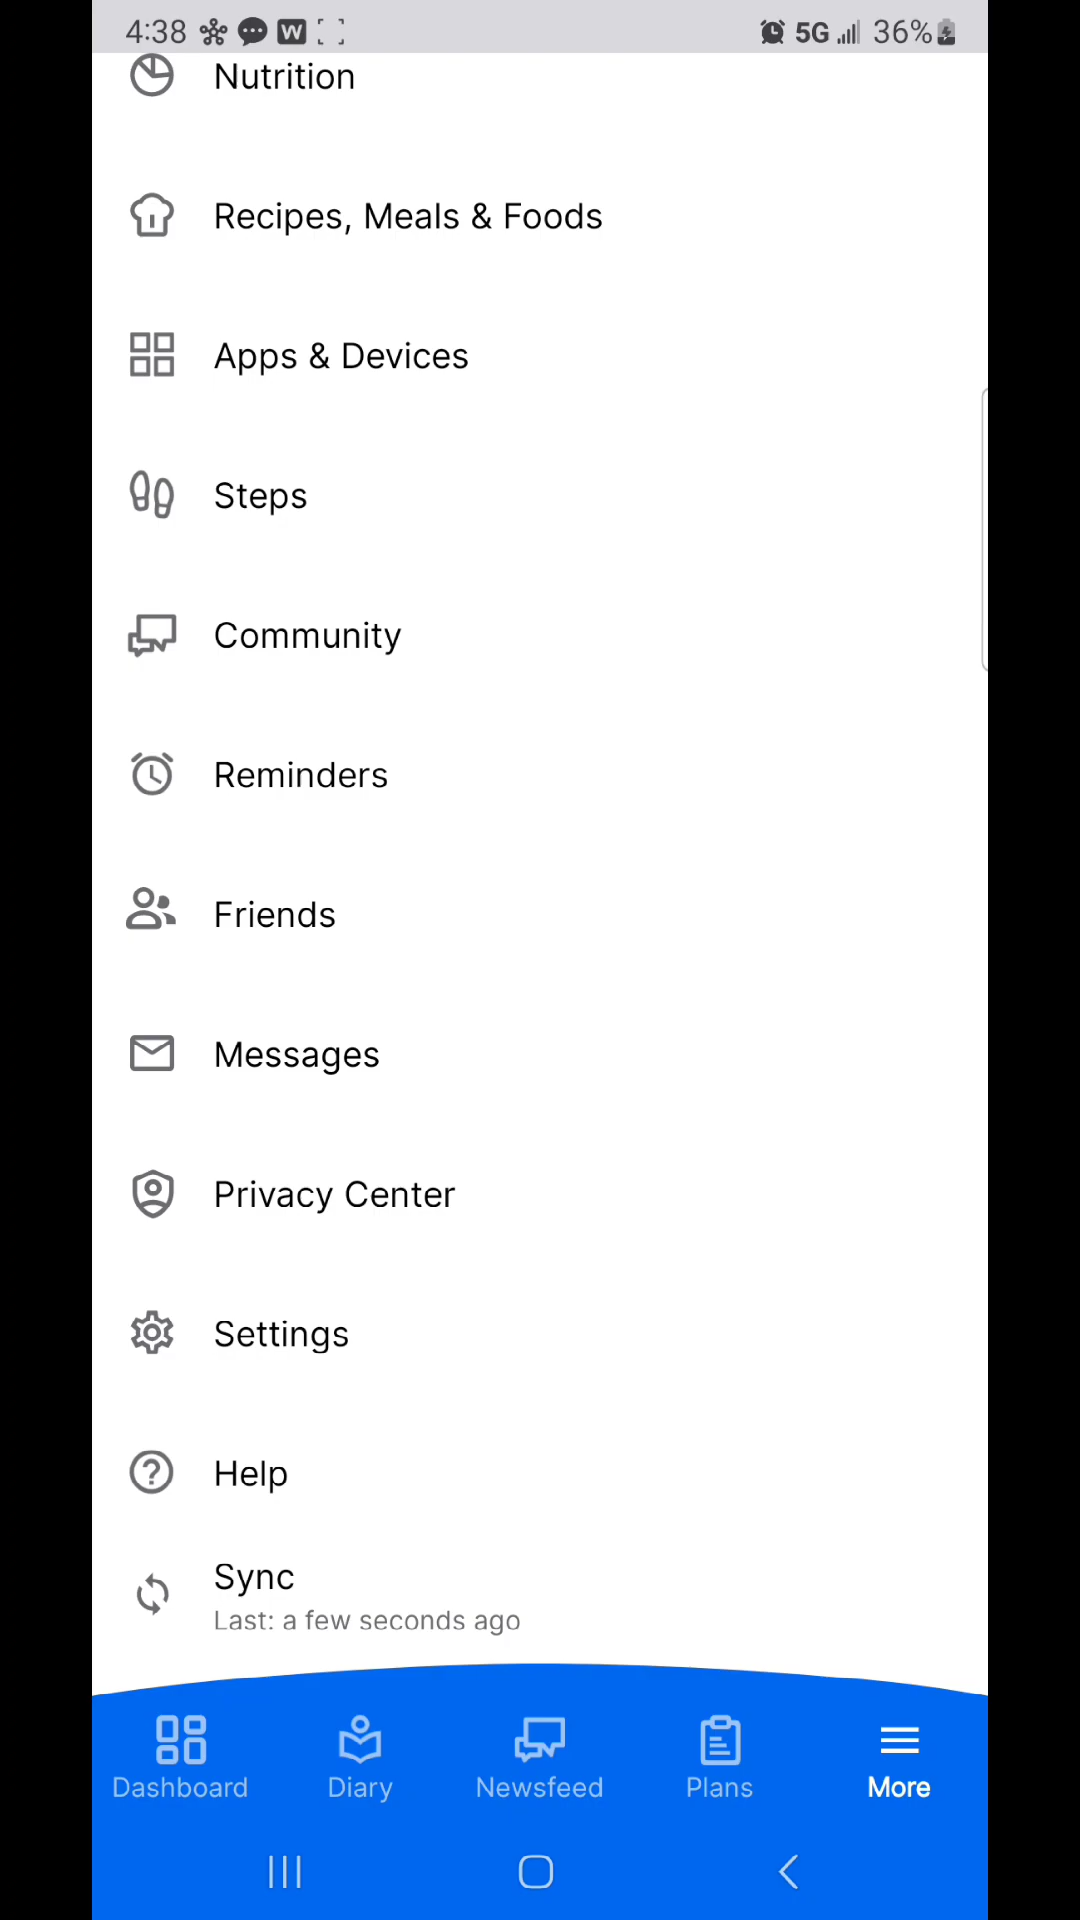 4:38 W 5G 36%
Nutrition
Recipes, Meals & Foods
Apps & Devices
Steps
Community
Reminders
Friends
Messages
Privacy Center
Settings
Help
Sync
Last: a few seconds ago
Dashboard Diary Newsfeed Plans More